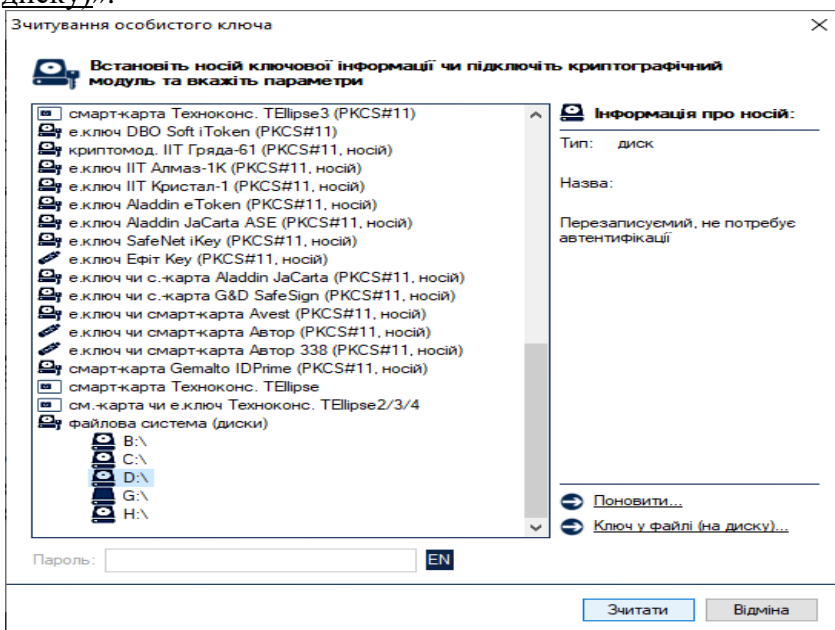 диску)».
Зчитування особистого ключа
Встановіть носій ключової інформації чи підключіть криптографічний
модуль та вкажіть параметри
смарт-карта Техноконс. TEllipse3 (PKCS#11)
е.ключ DBO Soft iToken (PKCS#11)
криптомод. ІІТ Гряда-61 (PKCS#11, носій)
е.ключ ІІТ Алмаз-1К (PKCS#11, носій)
е.ключ ІІТ Кристал-1 (PKCS#11, носій)
е.ключ Aladdin eToken (PKCS#11, носій)
е.ключ Aladdin JaCarta ASE (PKCS#11, носій)
е.ключ SafeNet iKey (PKCS#11, носій)
е.ключ Ефіт Key (PKCS#11, носій)
е.ключ чи с.-карта Aladdin JaCarta (PKCS#11, носій)
е.ключ чи с.-карта G&D SafeSign (PKCS#11, носій)
е.ключ чи смарт-карта Avest (PKCS#11, носій)
е.ключ чи смарт-карта Автор (PKCS#11, носій)
е.ключ чи смарт-карта Автор 338 (PKCS#11, носій)
смарт-карта Gemalto IDPrime (PKCS#11, носій)
смарт-карта Техноконс. TEllipse
см.-карта чи е.ключ Техноконс. TEllipse2/3/4
файлова система (диски)
B:\
C:\
D:\
G:\
H:\
Інформація про носій:
Тип: диск
Назва:
Перезаписуємий, не потребує
автентифікації
Поновити...
Ключ у файлі (на диску)...
Пароль:
EN
Зчитати
Відміна